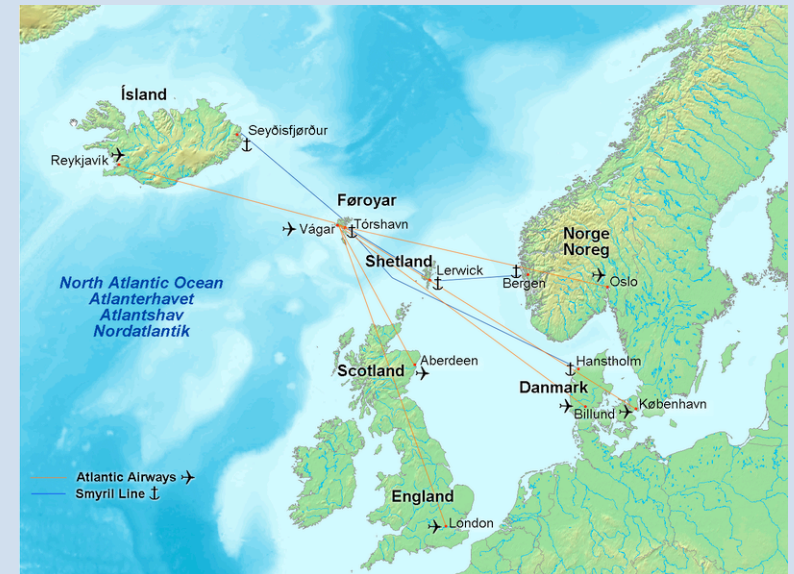 Ísland
Seyðisfjørður
Reykjavík
Føroyar
Vágar
Tórshavn
Shetland
Lerwick
Norge
Noreg
Bergen
Oslo
North Atlantic Ocean
Atlanterhavet
Atlantshav
Nordatlantik
Scotland
Aberdeen
Hanstholm
Danmark
Billund
København
Atlantic Airways
Smyril Line
England
London